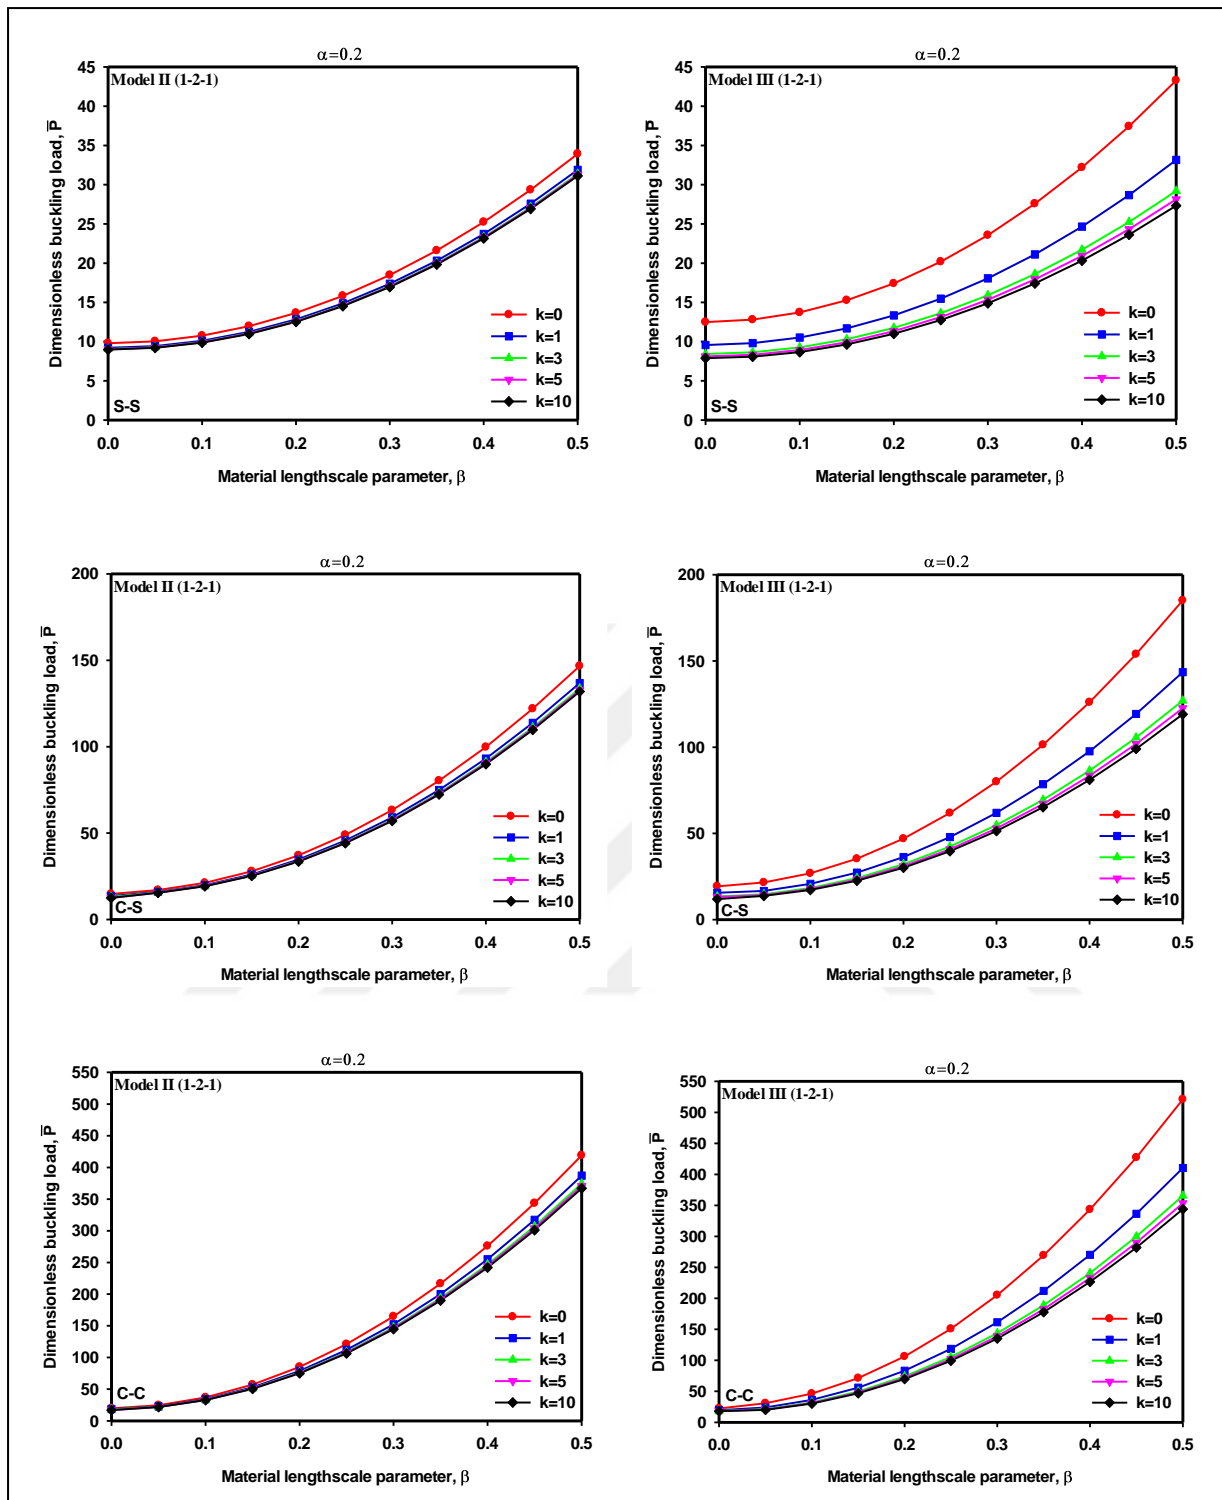 α=0.2
Model II (1-2-1)
Dimensionless buckling load, P̅
45
40
35
30
25
20
15
10
5
0
k=0
k=1
k=3
k=5
k=10
S-S
0.0 0.1 0.2 0.3 0.4 0.5
Material lengthscale parameter, β
α=0.2
Model III (1-2-1)
Dimensionless buckling load, P̅
45
40
35
30
25
20
15
10
5
0
k=0
k=1
k=3
k=5
k=10
S-S
0.0 0.1 0.2 0.3 0.4 0.5
Material lengthscale parameter, β
α=0.2
Model II (1-2-1)
Dimensionless buckling load, P̅
200
150
100
50
0
k=0
k=1
k=3
k=5
k=10
C-S
0.0 0.1 0.2 0.3 0.4 0.5
Material lengthscale parameter, β
α=0.2
Model III (1-2-1)
Dimensionless buckling load, P̅
200
150
100
50
0
k=0
k=1
k=3
k=5
k=10
C-S
0.0 0.1 0.2 0.3 0.4 0.5
Material lengthscale parameter, β
α=0.2
Model II (1-2-1)
Dimensionless buckling load, P̅
550
500
450
400
350
300
250
200
150
100
50
0
k=0
k=1
k=3
k=5
k=10
C-C
0.0 0.1 0.2 0.3 0.4 0.5
Material lengthscale parameter, β
α=0.2
Model III (1-2-1)
Dimensionless buckling load, P̅
550
500
450
400
350
300
250
200
150
100
50
0
k=0
k=1
k=3
k=5
k=10
C-C
0.0 0.1 0.2 0.3 0.4 0.5
Material lengthscale parameter, β